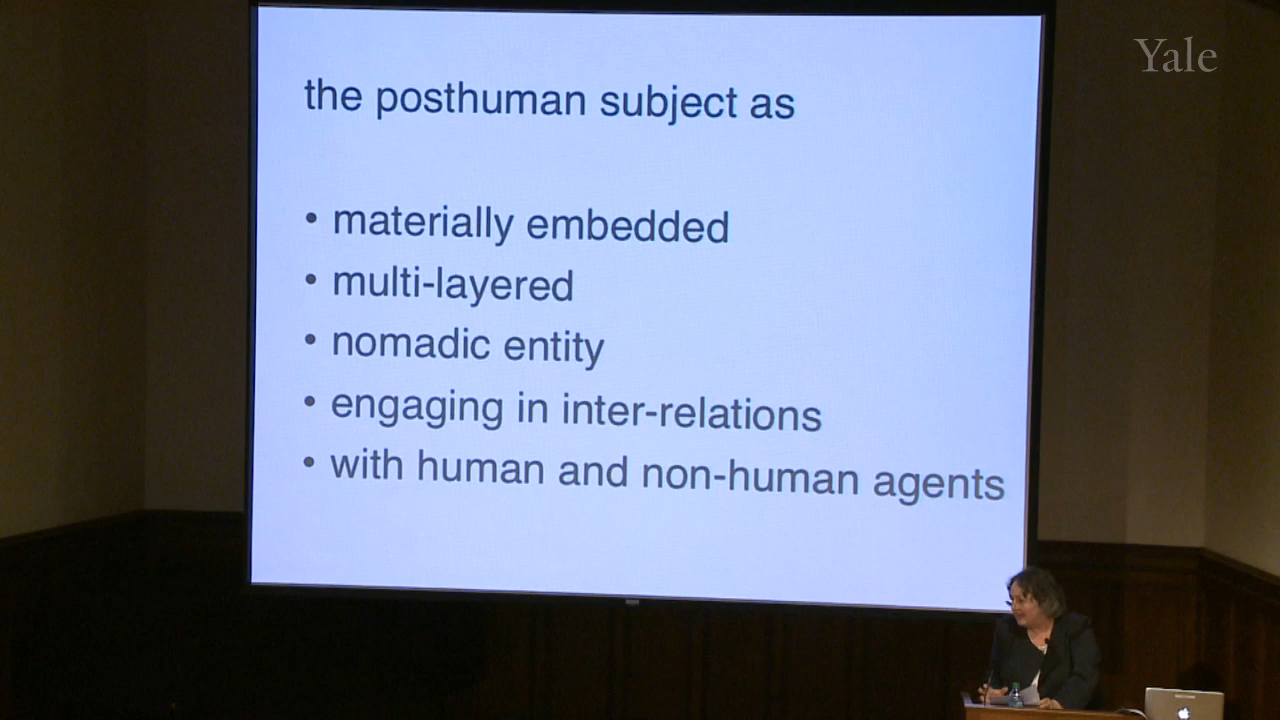 Yale
the posthuman subject as
• materially embedded
• multi-layered
• nomadic entity
• engaging in inter-relations
• with human and non-human agents